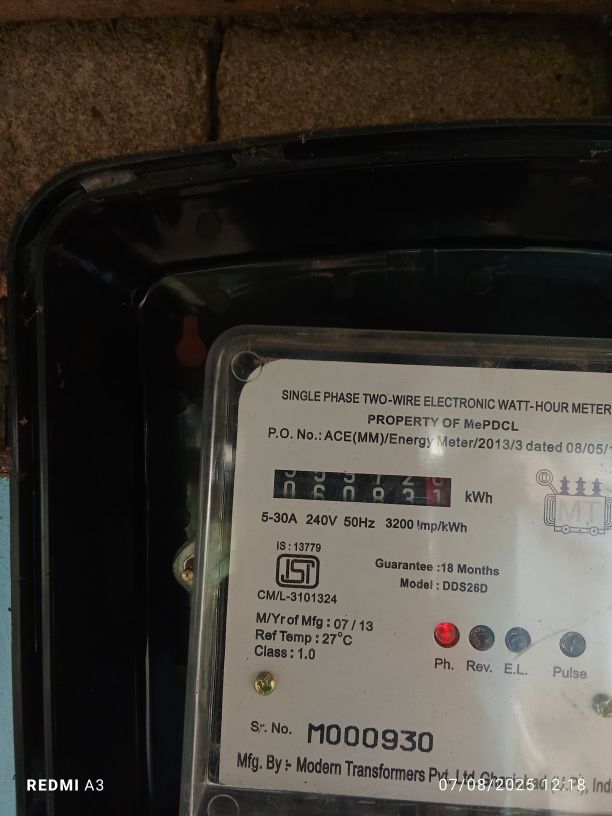 SINGLE PHASE TWO-WIRE ELECTRONIC WATT-HOUR METER
PROPERTY OF MePDCL
P.O. No.: ACE(MM)/Energy Meter/2013/3 dated 08/05/1
kWh
MT
5-30A 240V 50Hz 3200 Imp/kWh
IS : 13779
ISI
CM/L-3101324
Guarantee :18 Months
Model : DDS26D
M/Yr of Mfg : 07 / 13
Ref Temp : 27°C
Class : 1.0
Ph. Rev. E.L. Pulse
Sr. No. M000930
Mfg. By :- Modern Transformers Pvt. Ltd.
REDMI A3
07/08/2025 12:18